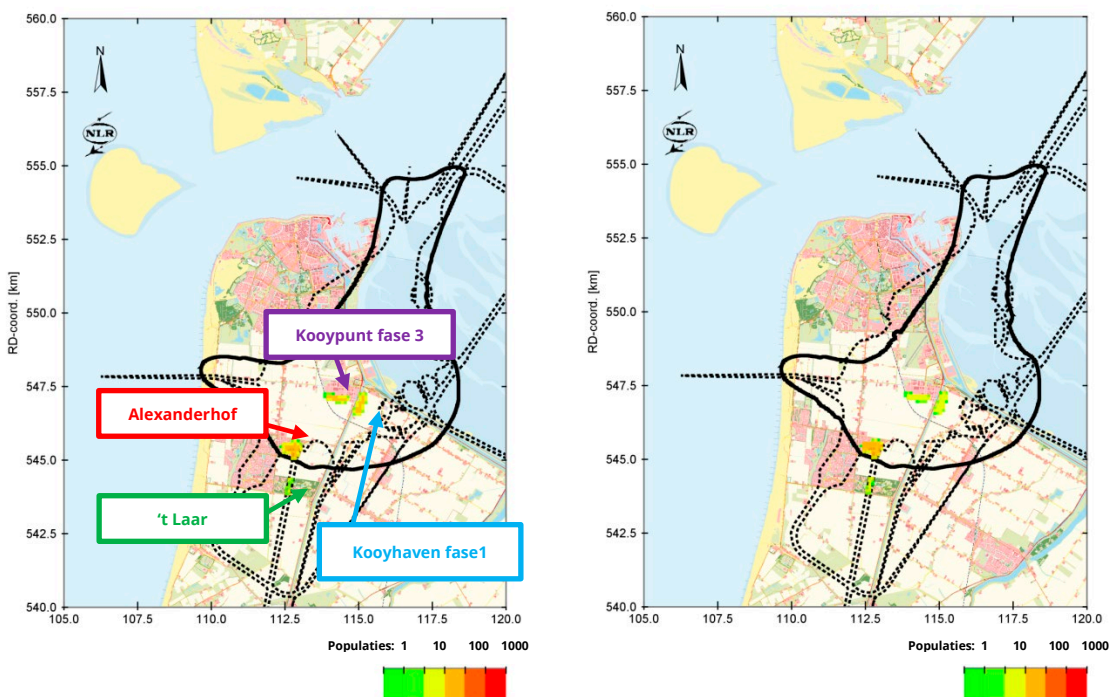 560.0
N
557.5
NLR
555.0
552.5
RD-coord. [km]
550.0
Kooypunt fase 3
547.5
Alexanderhof
545.0
't Laar
542.5
Kooyhaven fase1
540.0
105.0 107.5 110.0 112.5 115.0 117.5 120.0
Populaties: 1 10 100 1000
560.0
N
557.5
NLR
555.0
552.5
RD-coord. [km]
550.0
547.5
545.0
542.5
540.0
105.0 107.5 110.0 112.5 115.0 117.5 120.0
Populaties: 1 10 100 1000